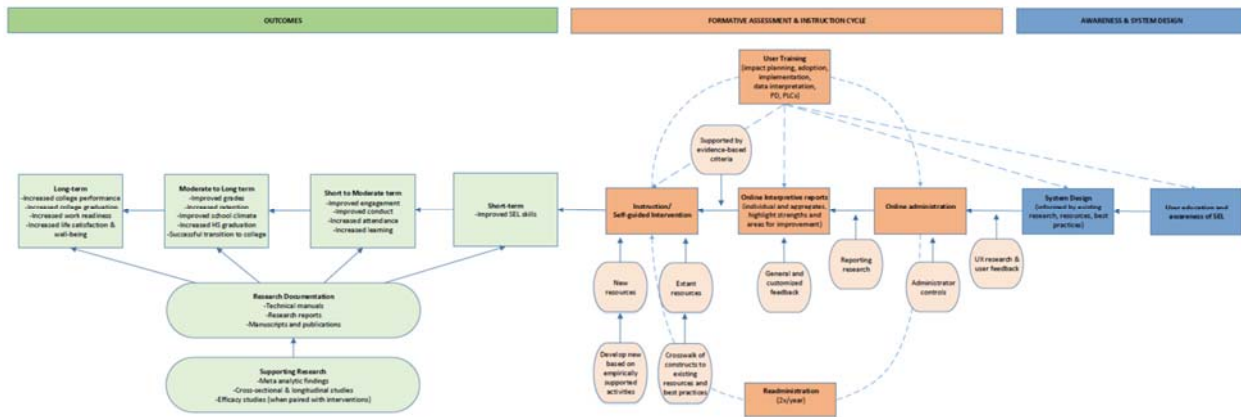 OUTCOMES
FORMATIVE ASSESSMENT & INSTRUCTION CYCLE
AWARENESS & SYSTEM DESIGN
User Training
(impact planning, adoption,
implementation,
data interpretation,
PD, PLCs)
Supported by
evidence-based
criteria
Long-term
-Increased college performance
-Increased college graduation
-Increased work readiness
-Increased life satisfaction &
well-being
Moderate to Long term
-Improved grades
-Increased retention
-Improved school climate
-Increased HS graduation
-Successful transition to college
Short to Moderate term
-Improved engagement
-Improved conduct
-Increased attendance
-Increased learning
Short-term
-Improved SEL skills
Instruction/
Self-guided Intervention
Online Interpretive reports
(individual and aggregates,
highlight strengths and
areas for improvement)
Online administration
System Design
(informed by existing
research, resources, best
practices)
User education and
awareness of SEL
New
resources
Extant
resources
General and
customized
feedback
Reporting
research
Administrator
controls
UX research &
user feedback
Research Documentation
-Technical manuals
-Research reports
-Manuscripts and publications
Develop new
based on
empirically
supported
activities
Crosswalk of
constructs to
existing
resources and
best practices
Supporting Research
-Meta analytic findings
-Cross-sectional & longitudinal studies
-Efficacy studies (when paired with interventions)
Readministration
(2x/year)